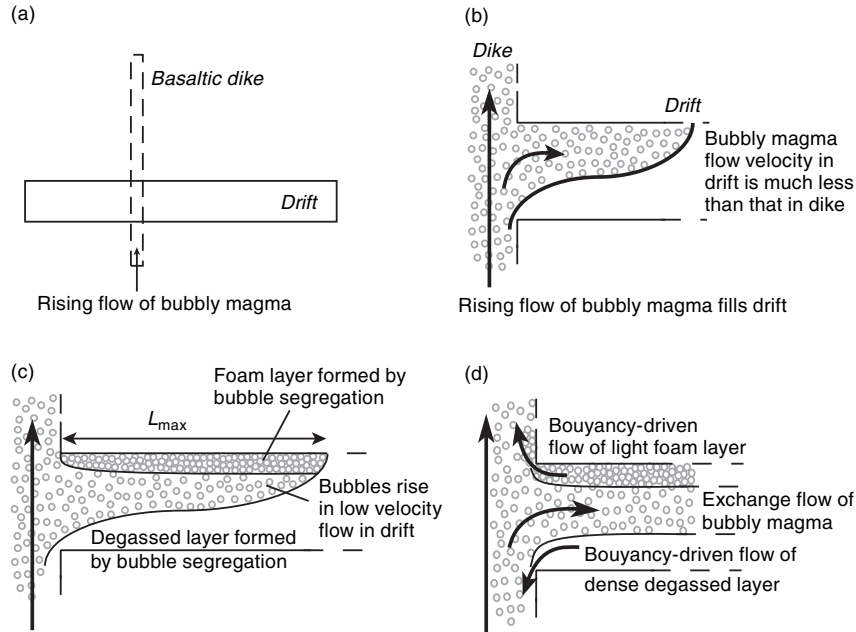 (a)
Basaltic dike
Drift
Rising flow of bubbly magma
(b)
Dike
Drift
Bubbly magma
flow velocity in
drift is much less
than that in dike
Rising flow of bubbly magma fills drift
(c)
Foam layer formed by
bubble segregation
Lmax
Bubbles rise
in low velocity
flow in drift
Degassed layer formed
by bubble segregation
(d)
Bouyancy-driven
flow of light foam layer
Exchange flow of
bubbly magma
Bouyancy-driven flow of
dense degassed layer